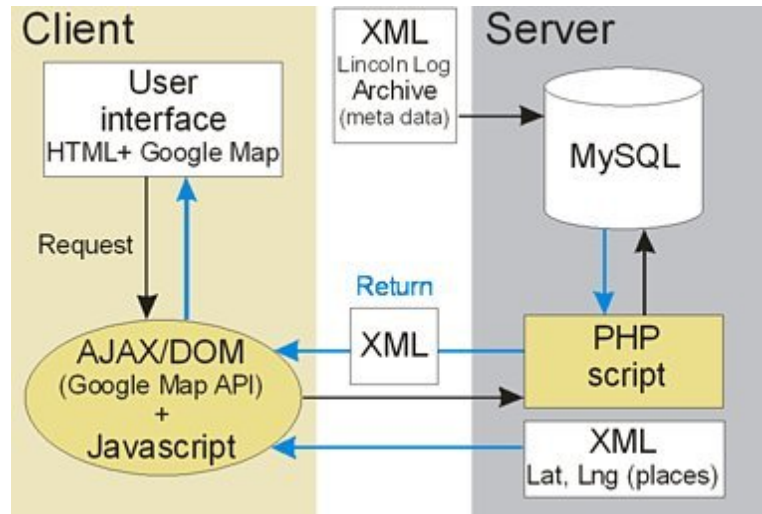 Client
User
interface
HTML+ Google Map
Request
AJAX/DOM
(Google Map API)
+
Javascript
XML
Lincoln Log
Archive
(meta data)
Return
XML
Server
MySQL
PHP
script
XML
Lat, Lng (places)